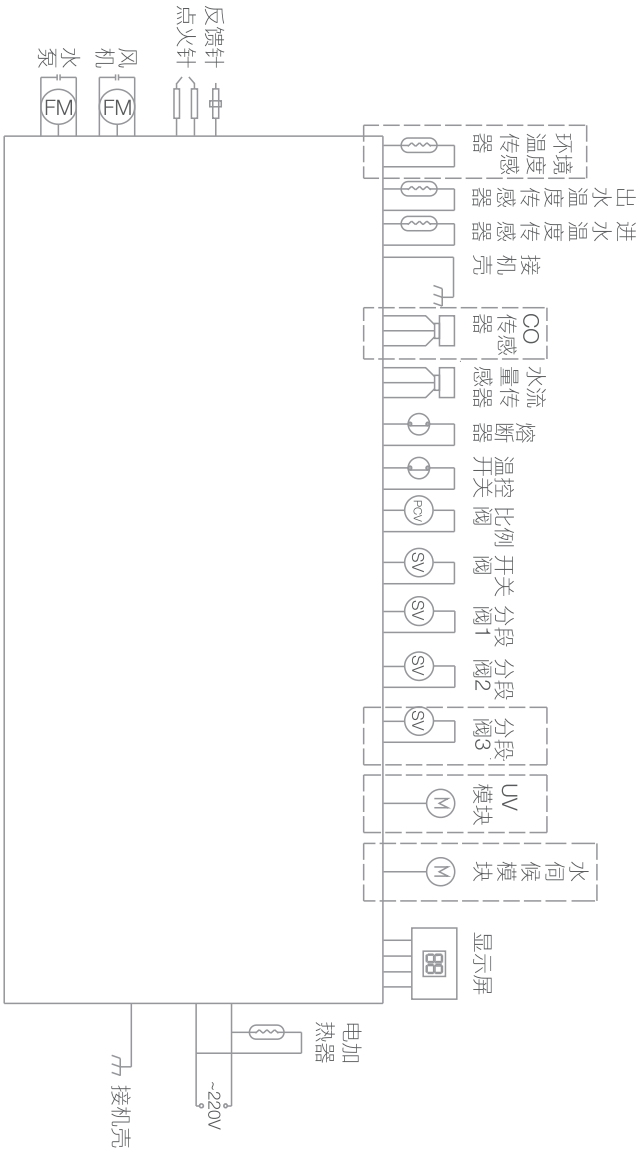 反馈针
点火针
风
机
水
泵
FM
FM
环境
温度
传感
器
出水温度传感器
进水温度传感器
接机壳
CO
传感
器
水流
量传
感器
熔断器
温控
开关
PCV
比例
阀
SV
开关
阀
SV
分段
阀1
SV
分段
阀2
SV
分段
阀3
M
UV
模块
M
水伺候模块
88
显示屏
电加
热器
~220V
接机壳